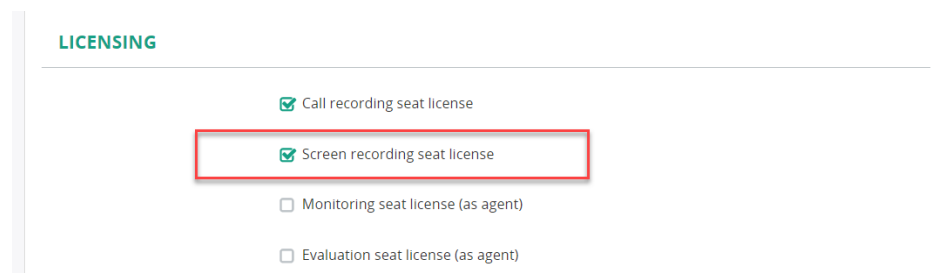 LICENSING
Call recording seat license
Screen recording seat license
Monitoring seat license (as agent)
Evaluation seat license (as agent)